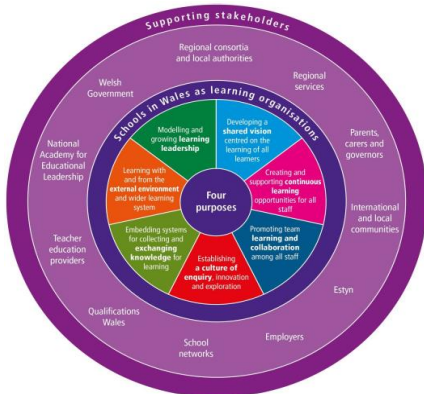 Supporting stakeholders
Regional consortia
and local authorities
Regional
services
Parents,
carers and
governors
International
and local
communities
Estyn
Employers
School
networks
Qualifications
Wales
Teacher
education
providers
National
Academy for
Educational
Leadership
Welsh
Government
Schools in Wales as learning organisations
Developing a
shared vision
centred on the
learning of all
learners
Creating and
supporting continuous
learning
opportunities for all
staff
Promoting team
learning and
collaboration
among all staff
Establishing
a culture of
enquiry, innovation
and exploration
Embedding systems
for collecting and
exchanging
knowledge for
learning
Learning with
and from the
external environment
and wider learning
system
Modelling and
growing learning
leadership
Four
purposes